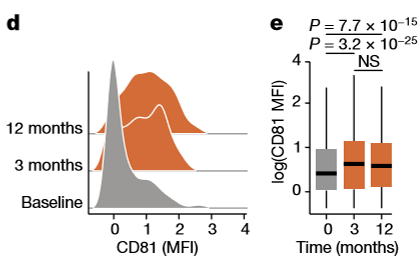 d
12 months
3 months
Baseline
0 1 2 3 4
CD81 (MFI)
e
P = 7.7 × 10⁻¹⁵
P = 3.2 × 10⁻²⁵
NS
4
2
1
0
log(CD81 MFI)
0 3 12
Time (months)